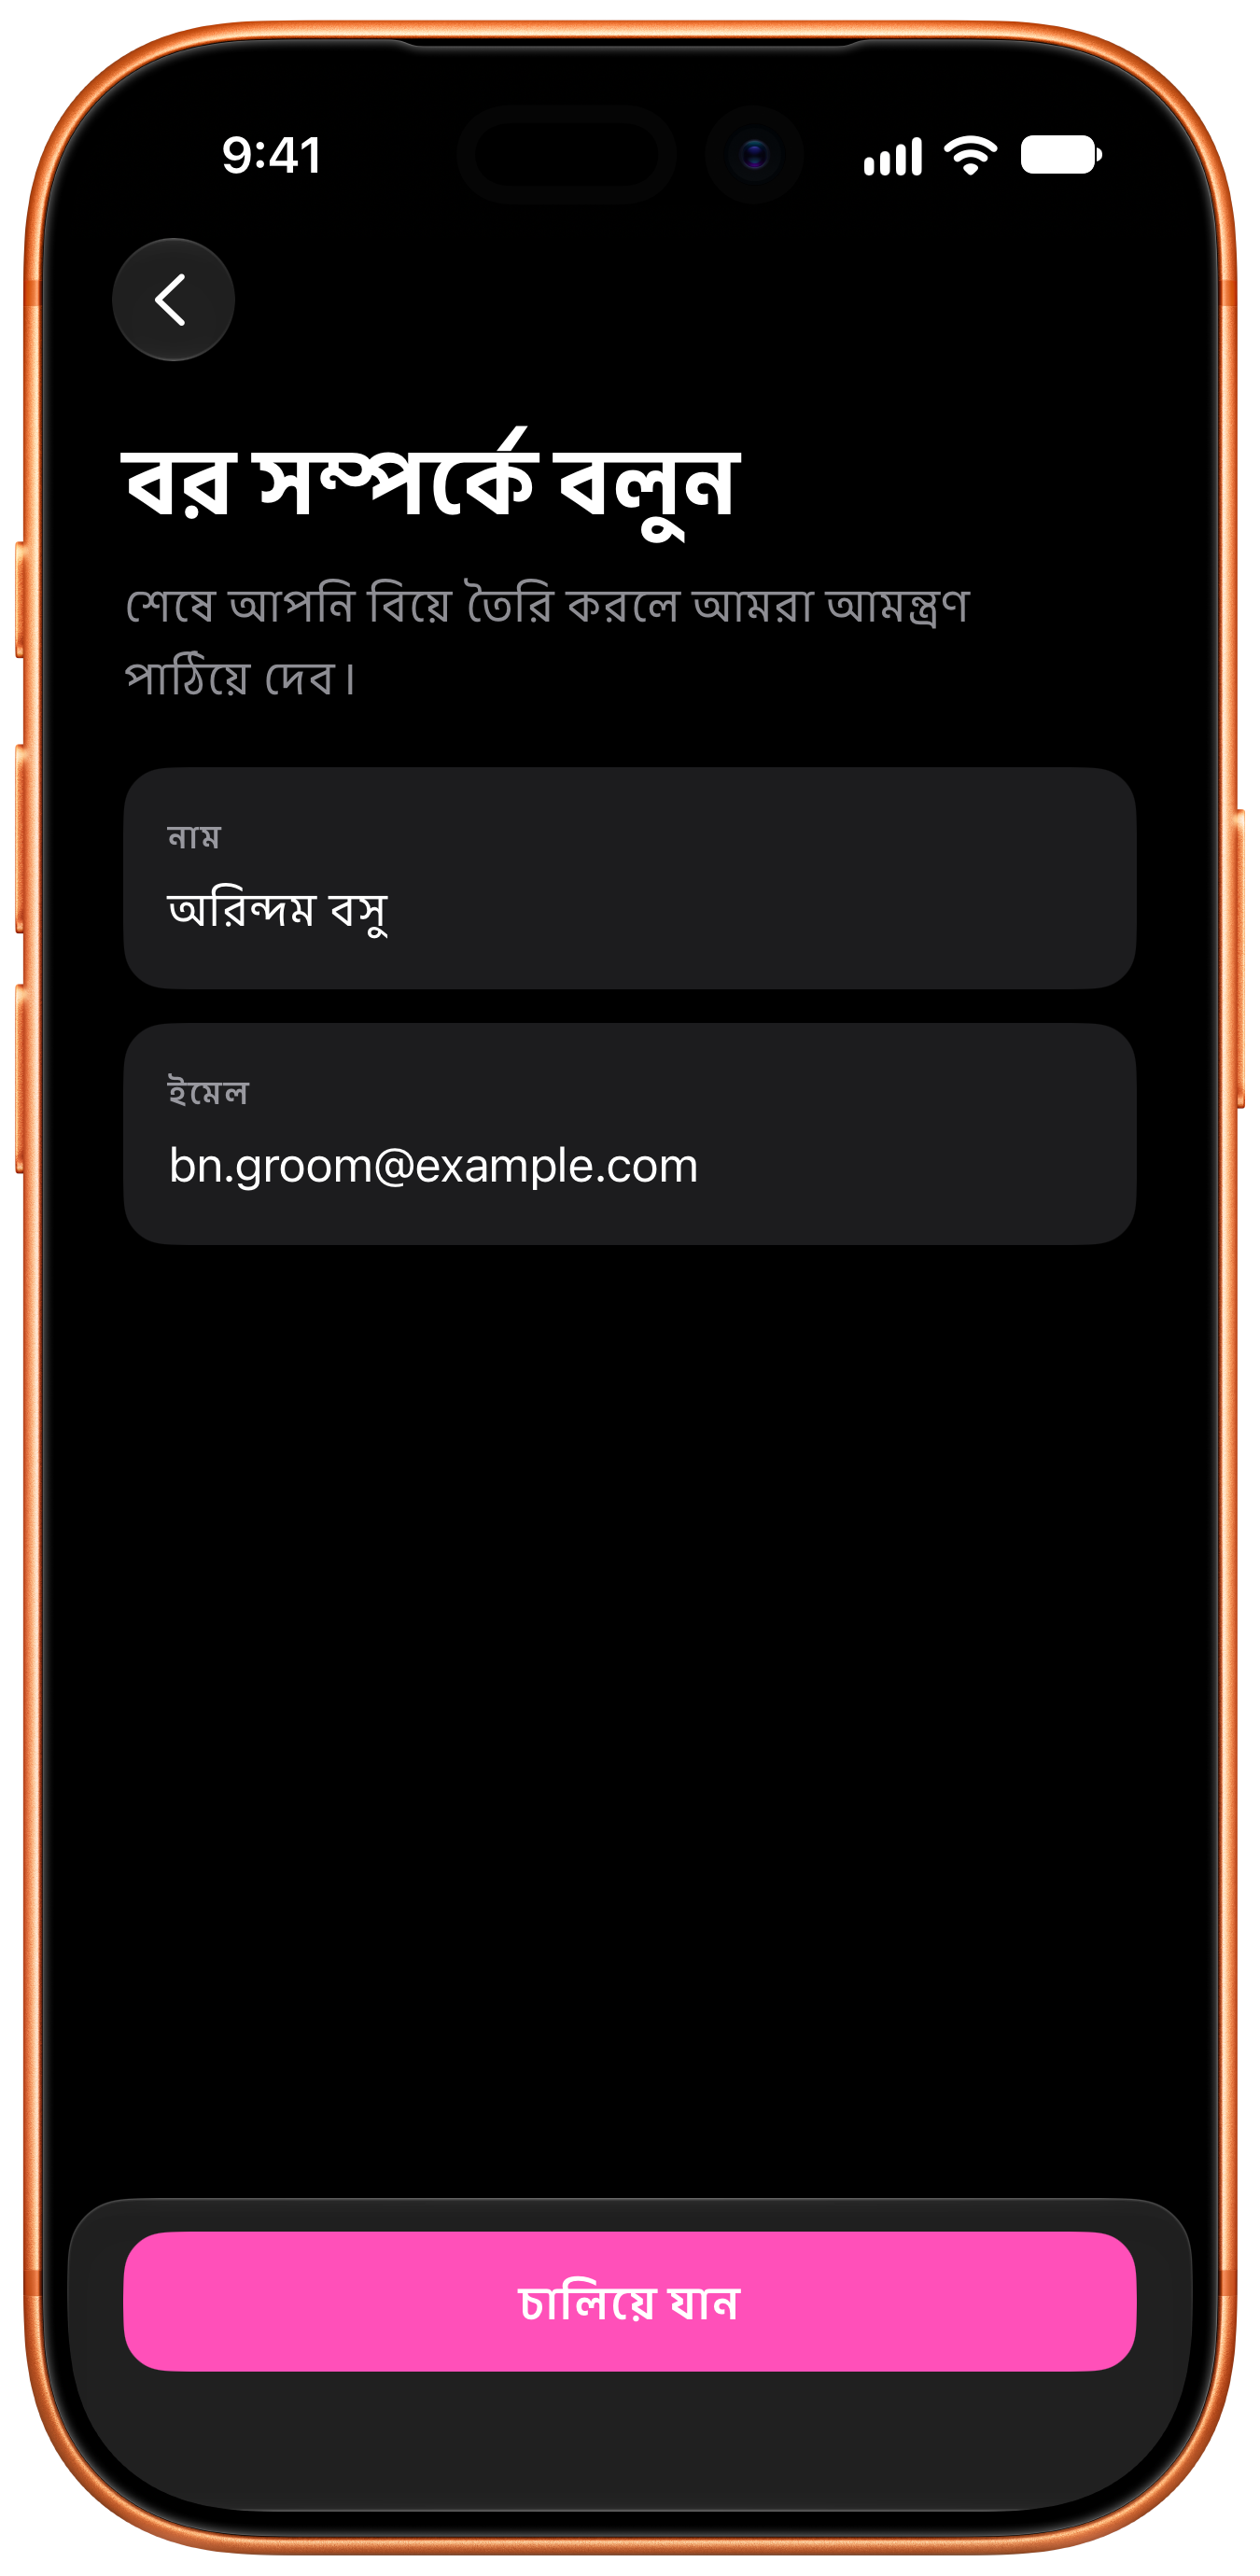 9:41
বর সম্পর্কে বলুন
শেষে আপনি বিয়ে তৈরি করলে আমরা আমন্ত্রণ
পাঠিয়ে দেব।
নাম
অরিন্দম বসু
ইমেল
bn.groom@example.com
চালিয়ে যান